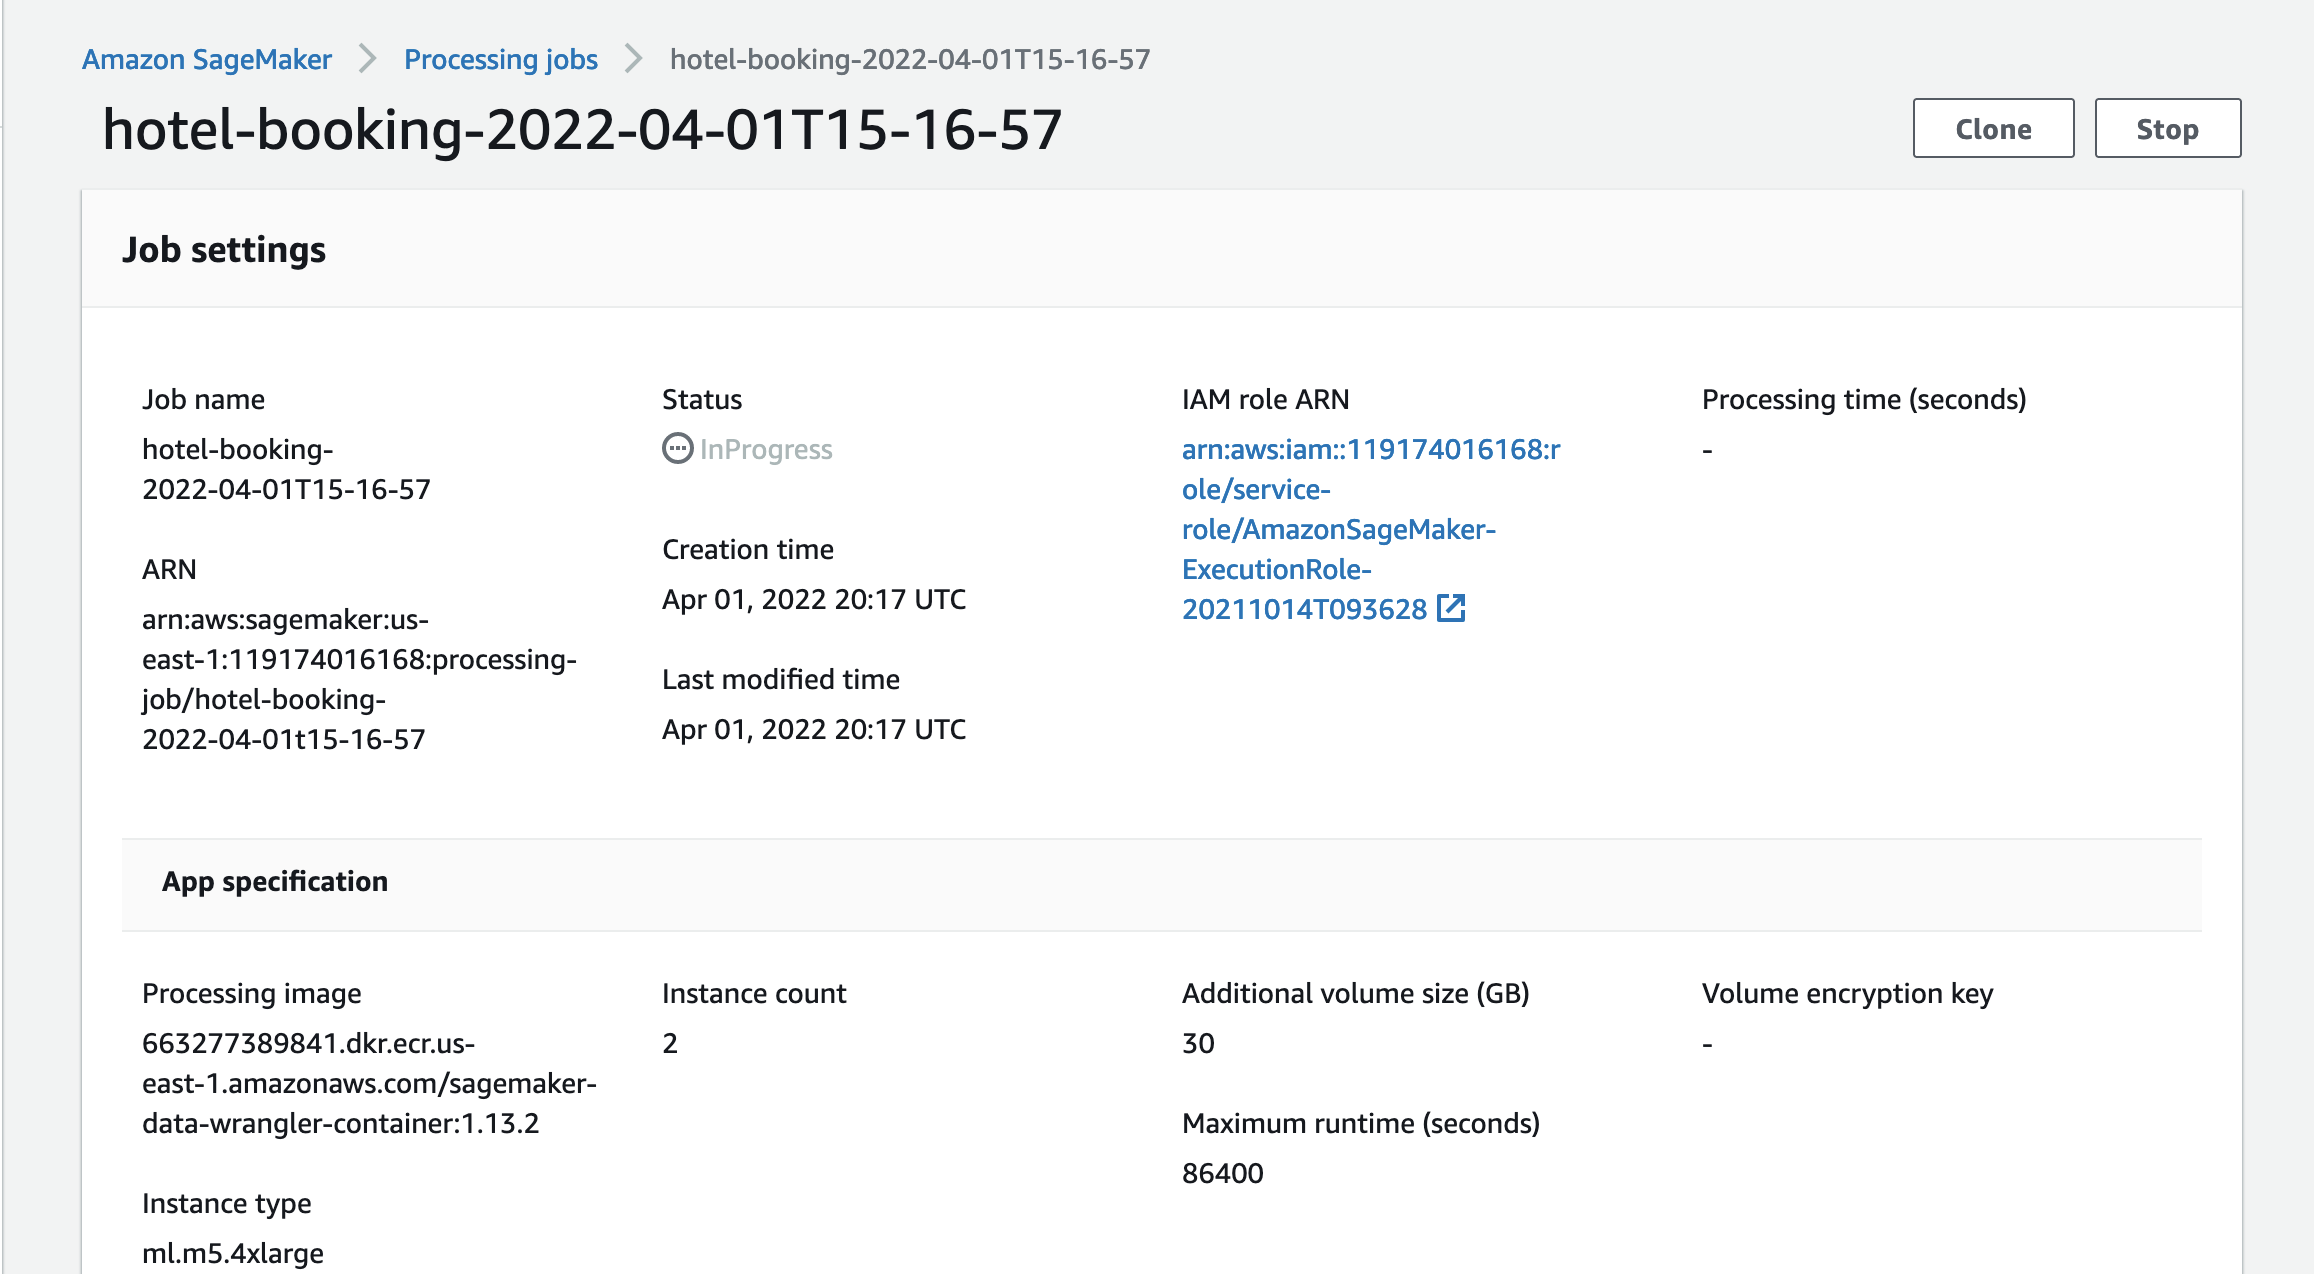 Amazon SageMaker > Processing jobs > hotel-booking-2022-04-01T15-16-57
hotel-booking-2022-04-01T15-16-57
Clone
Stop
Job settings
Job name
hotel-booking-
2022-04-01T15-16-57
ARN
arn:aws:sagemaker:us-
east-1:119174016168:processing-
job/hotel-booking-
2022-04-01t15-16-57
Status
InProgress
Creation time
Apr 01, 2022 20:17 UTC
Last modified time
Apr 01, 2022 20:17 UTC
IAM role ARN
arn:aws:iam::119174016168:r
ole/service-
role/AmazonSageMaker-
ExecutionRole-
20211014T093628
Processing time (seconds)
-
App specification
Processing image
663277389841.dkr.ecr.us-
east-1.amazonaws.com/sagemaker-
data-wrangler-container:1.13.2
Instance type
ml.m5.4xlarge
Instance count
2
Additional volume size (GB)
30
Maximum runtime (seconds)
86400
Volume encryption key
-